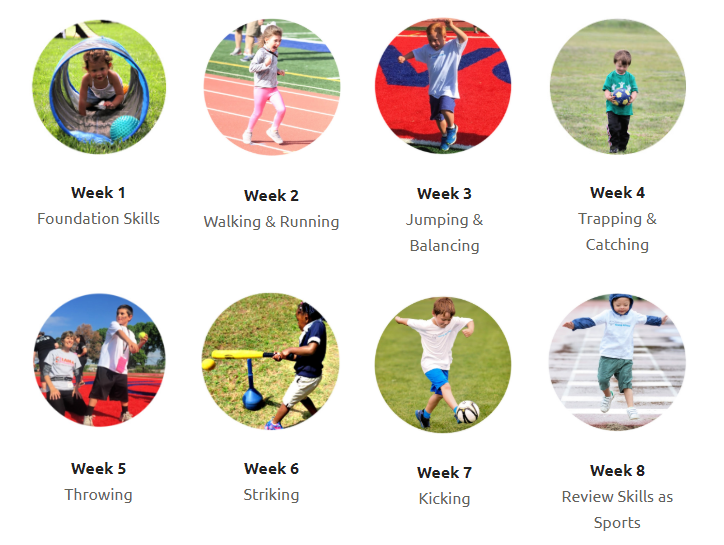 Week 1
Foundation Skills
Week 2
Walking & Running
Week 3
Jumping &
Balancing
Week 4
Trapping &
Catching
Week 5
Throwing
Week 6
Striking
Week 7
Kicking
Week 8
Review Skills as
Sports